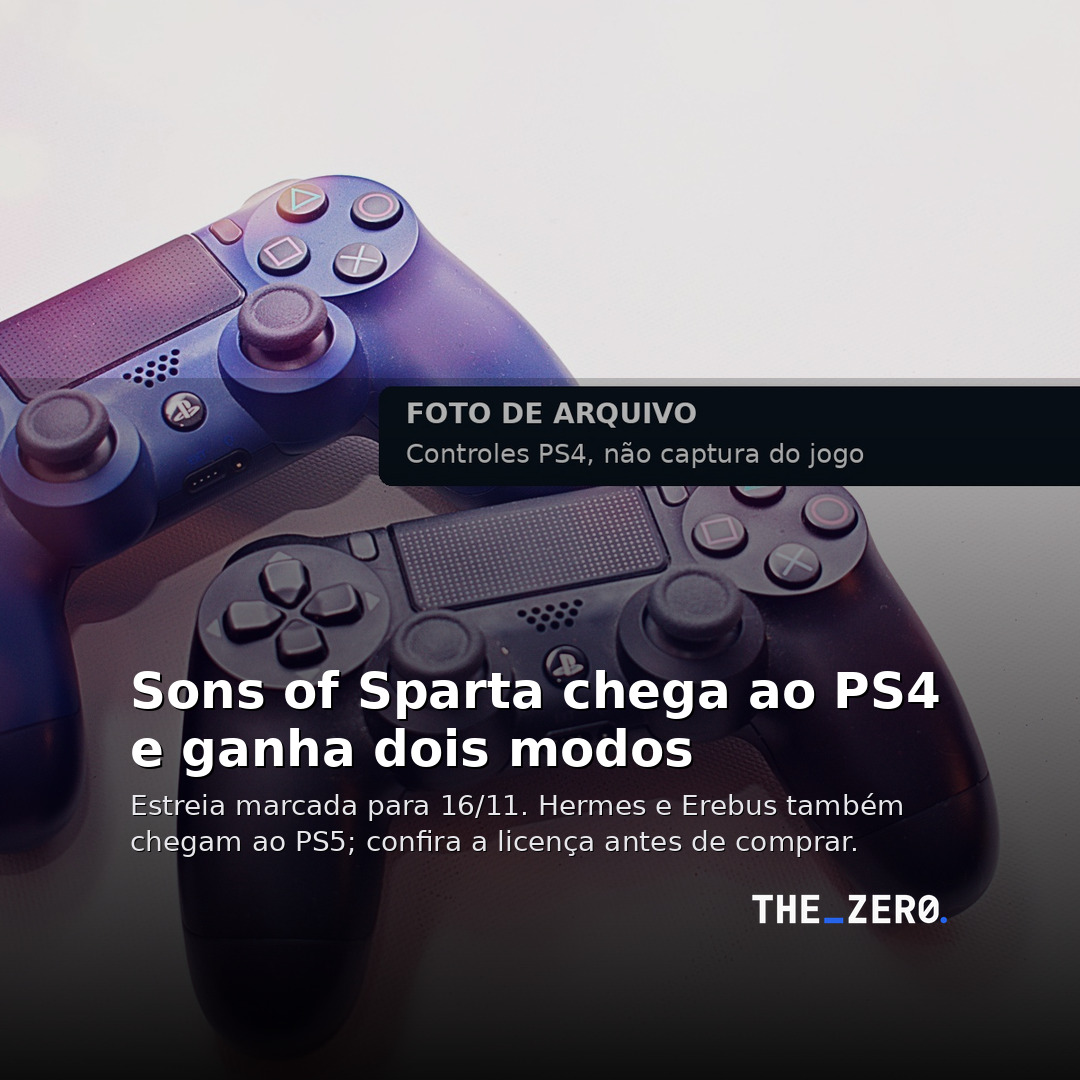 FOTO DE ARQUIVO
Controles PS4, não captura do jogo
Sons of Sparta chega ao PS4
e ganha dois modos
Estreia marcada para 16/11. Hermes e Erebus também
chegam ao PS5; confira a licença antes de comprar.
THE_ZER0.